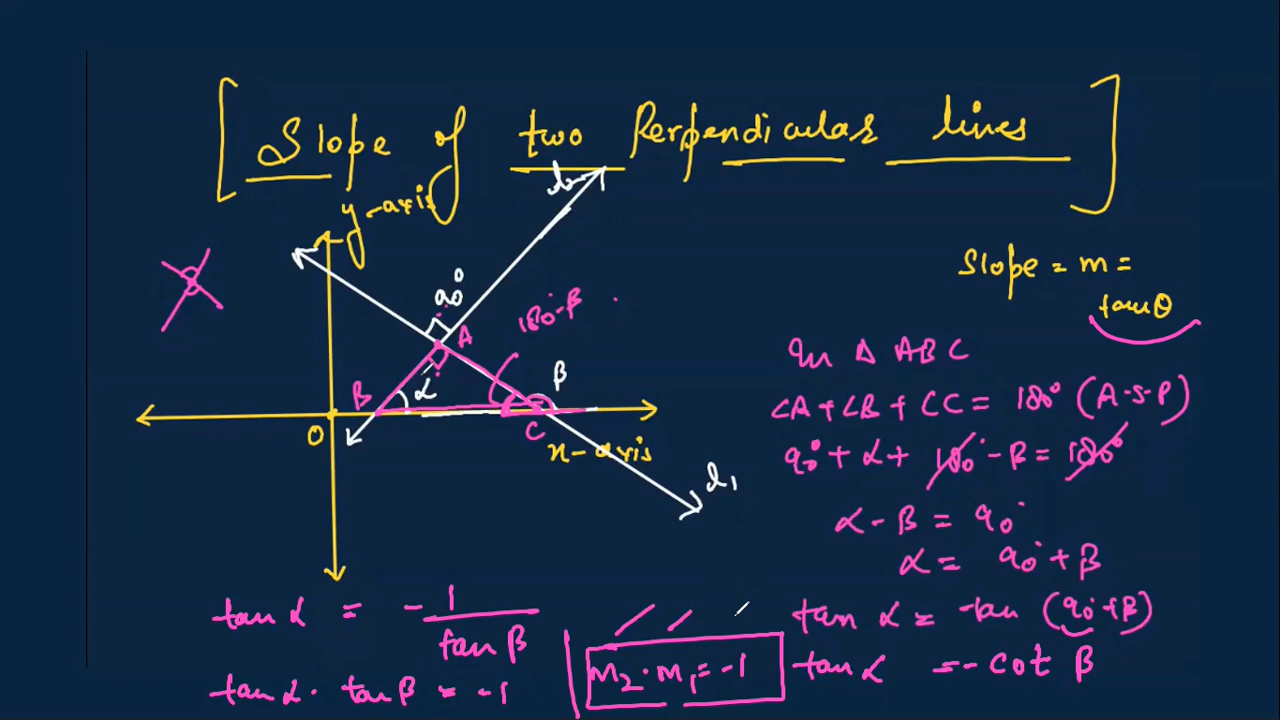 [Slope of two Perpendicular lines]
y-axis
l2
Slope = m =
tanθ
90°
180°-β
A
In Δ ABC
B
α
β
∠A + ∠B + ∠C = 180° (A-S-P)
O
C
x-axis
90° + α + 180° - β = 180°
l1
α - β = 90°
α = 90° + β
tan α = - 1/tan β
tan α = tan (90° + β)
tan α · tan β = -1
m2 · m1 = -1
tan α = - cot β